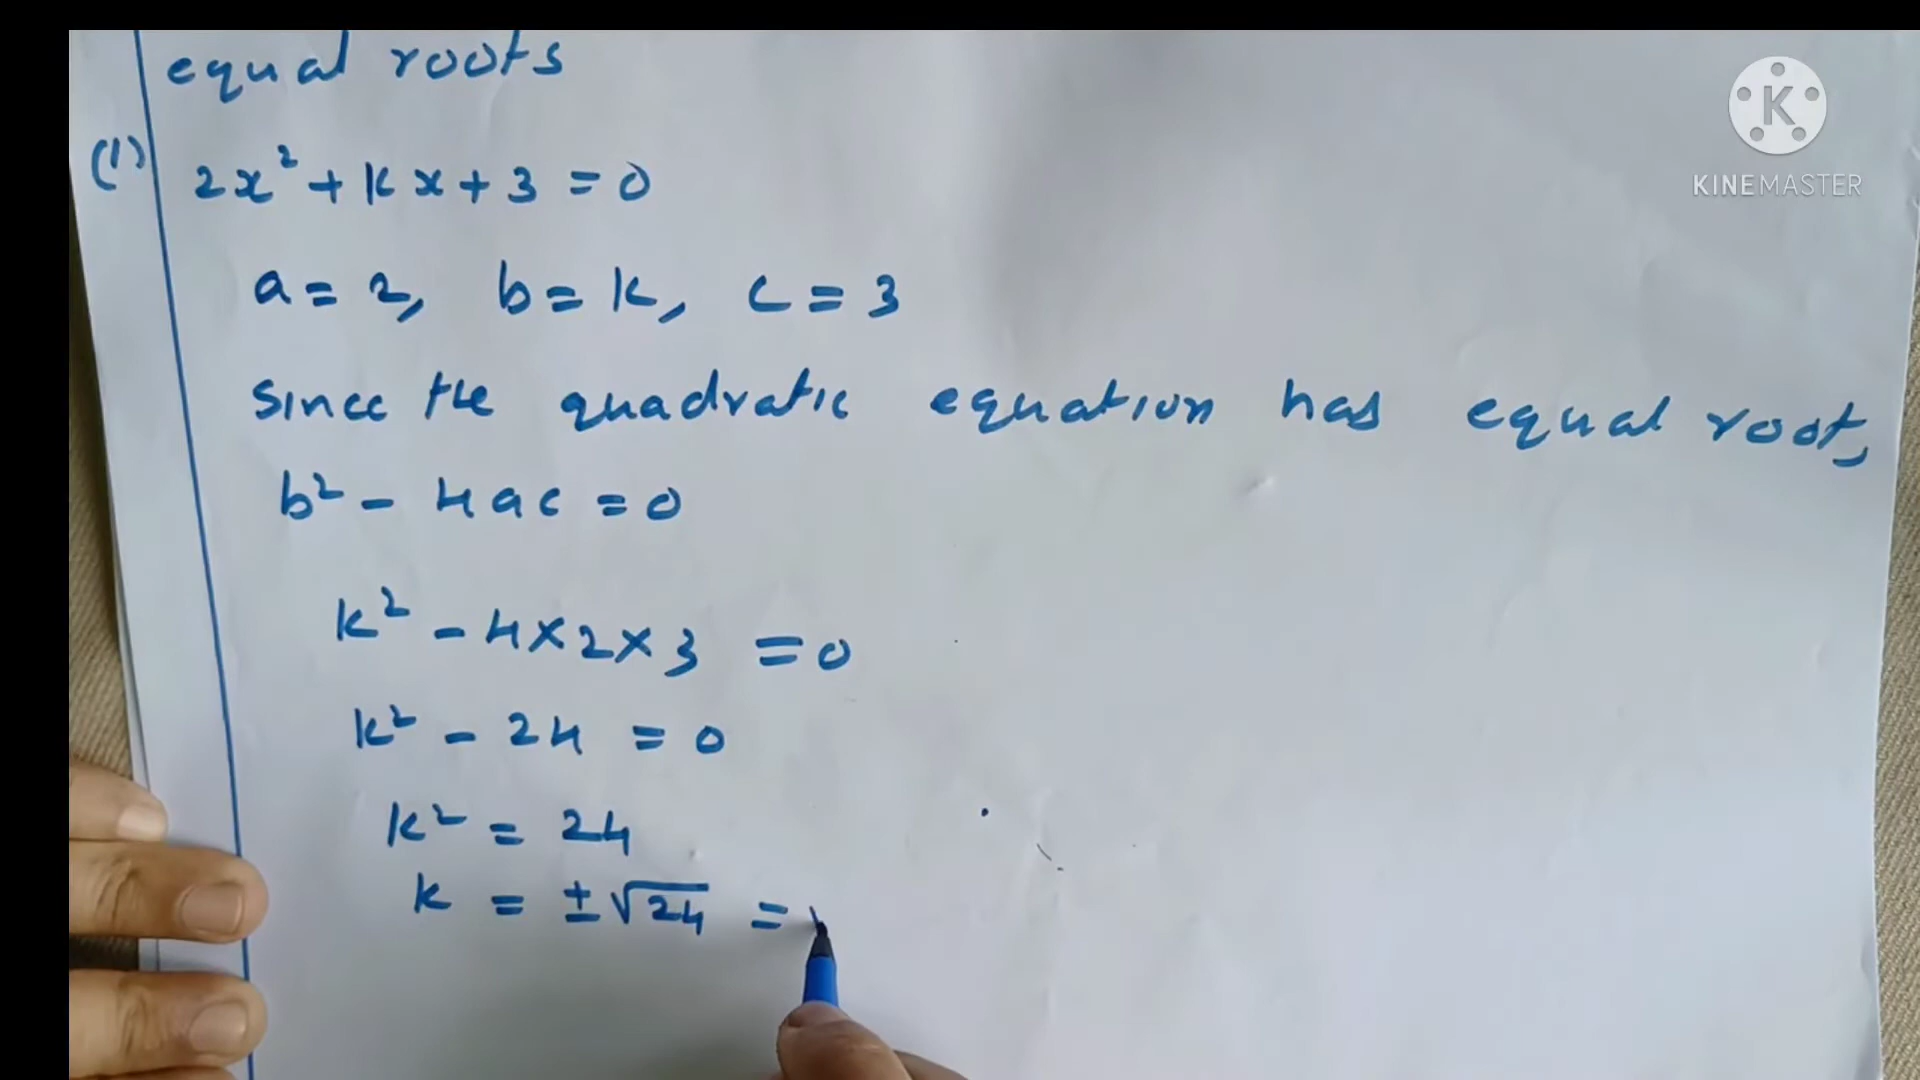 equal roots
(1) 2x² + kx + 3 = 0
a = 2, b = k, c = 3
Since the quadratic equation has equal root,
b² - 4ac = 0
k² - 4×2×3 = 0
k² - 24 = 0
k² = 24
k = ±√24 =
K
KINEMASTER